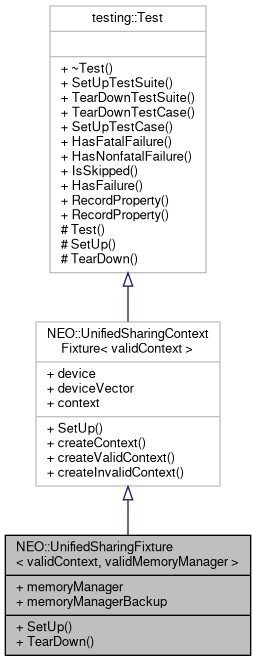 testing::Test
+ ~Test()
+ SetUpTestSuite()
+ TearDownTestSuite()
+ TearDownTestCase()
+ SetUpTestCase()
+ HasFatalFailure()
+ HasNonfatalFailure()
+ IsSkipped()
+ HasFailure()
+ RecordProperty()
+ RecordProperty()
# Test()
# SetUp()
# TearDown()
NEO::UnifiedSharingContext
Fixture< validContext >
+ device
+ deviceVector
+ context
+ SetUp()
+ createContext()
+ createValidContext()
+ createInvalidContext()
NEO::UnifiedSharingFixture
< validContext, validMemoryManager >
+ memoryManager
+ memoryManagerBackup
+ SetUp()
+ TearDown()